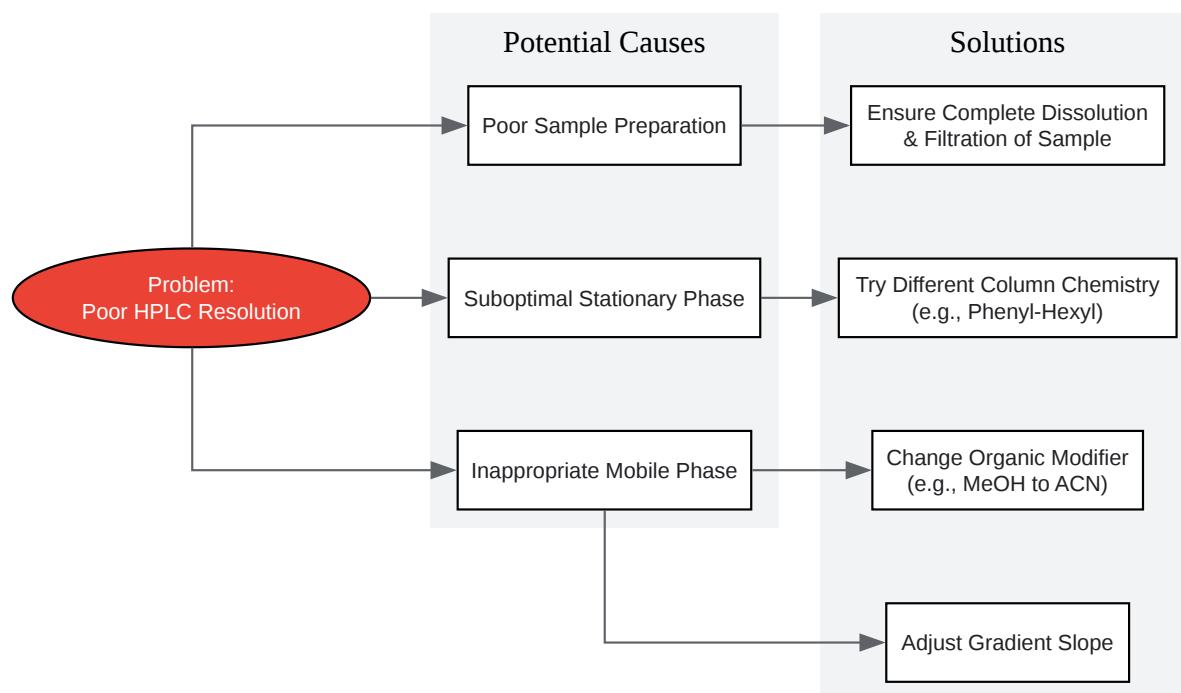 Potential Causes
Solutions
Poor Sample Preparation
Ensure Complete Dissolution
& Filtration of Sample
Problem:
Poor HPLC Resolution
Suboptimal Stationary Phase
Try Different Column Chemistry
(e.g., Phenyl-Hexyl)
Inappropriate Mobile Phase
Change Organic Modifier
(e.g., MeOH to ACN)
Adjust Gradient Slope